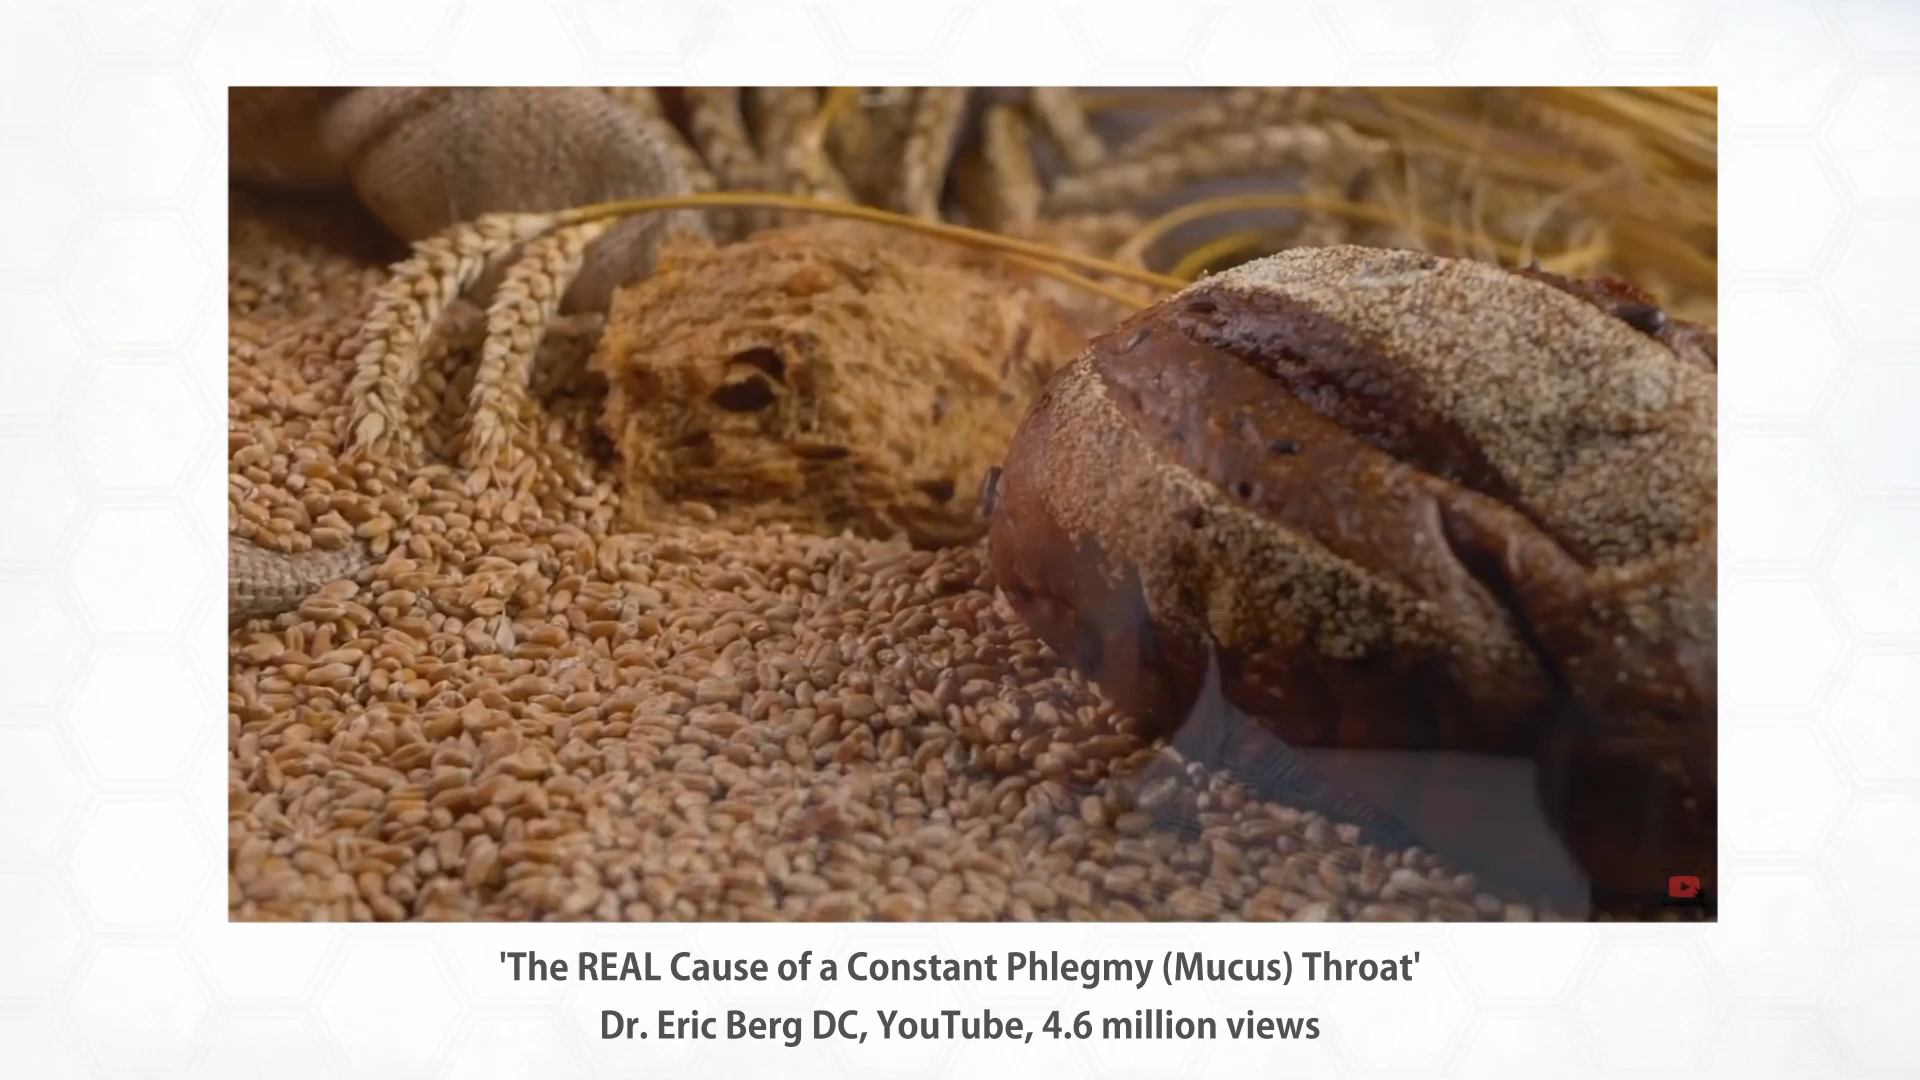 'The REAL Cause of a Constant Phlegmy (Mucus) Throat'
Dr. Eric Berg DC, YouTube, 4.6 million views